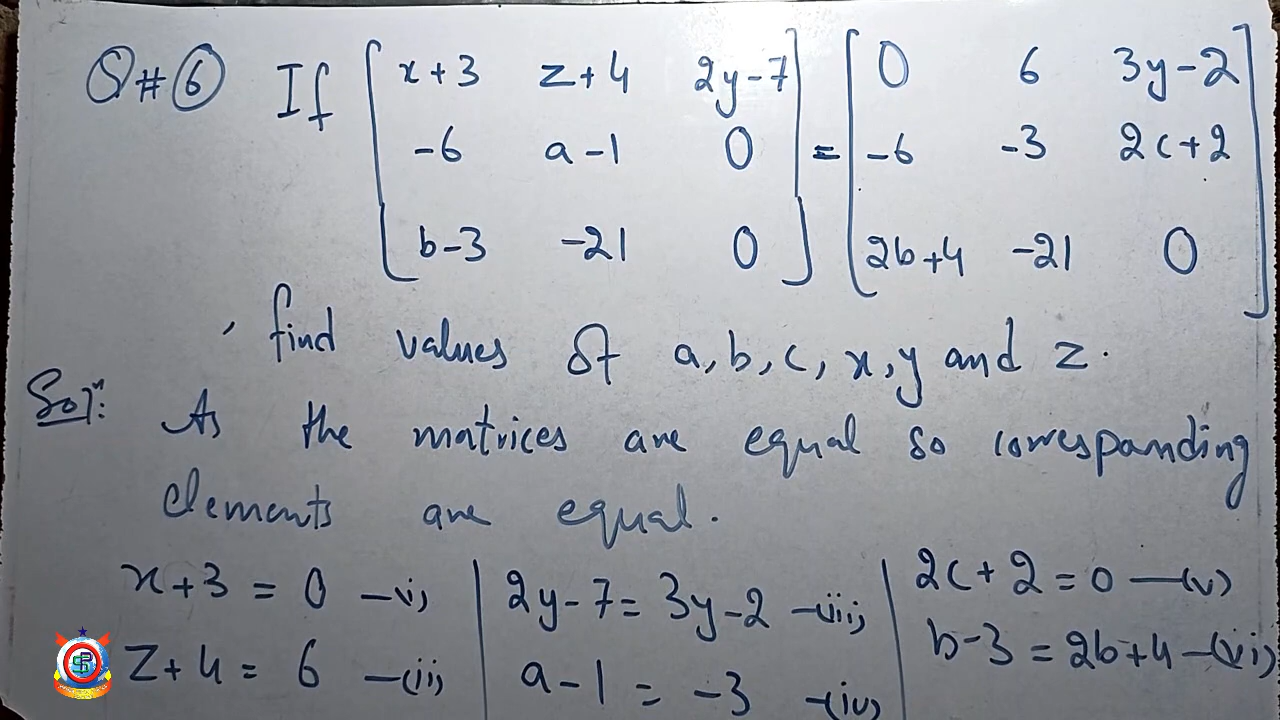 Q# 6 If [ x+3 z+4 2y-7 ] = [ 0 6 3y-2 ]
-6 a-1 0 -6 -3 2c+2
b-3 -21 0 2b+4 -21 0
, find values of a, b, c, x, y and z.
Sol^n: As the matrices are equal so corresponding
elements are equal.
x+3 = 0 —(i) | 2y-7 = 3y-2 —(iii) | 2c+2 = 0 —(v)
z+4 = 6 —(ii) | a-1 = -3 —(iv) | b-3 = 2b+4 —(vi)